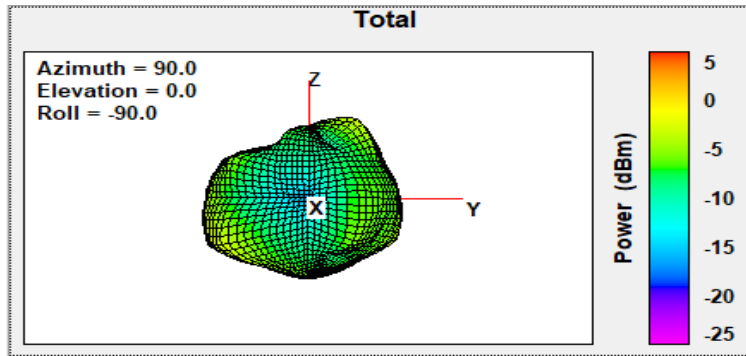 Total
Azimuth = 90.0
Elevation = 0.0
Roll = -90.0
Z
X
Y
Power (dBm)
5
0
-5
-10
-15
-20
-25